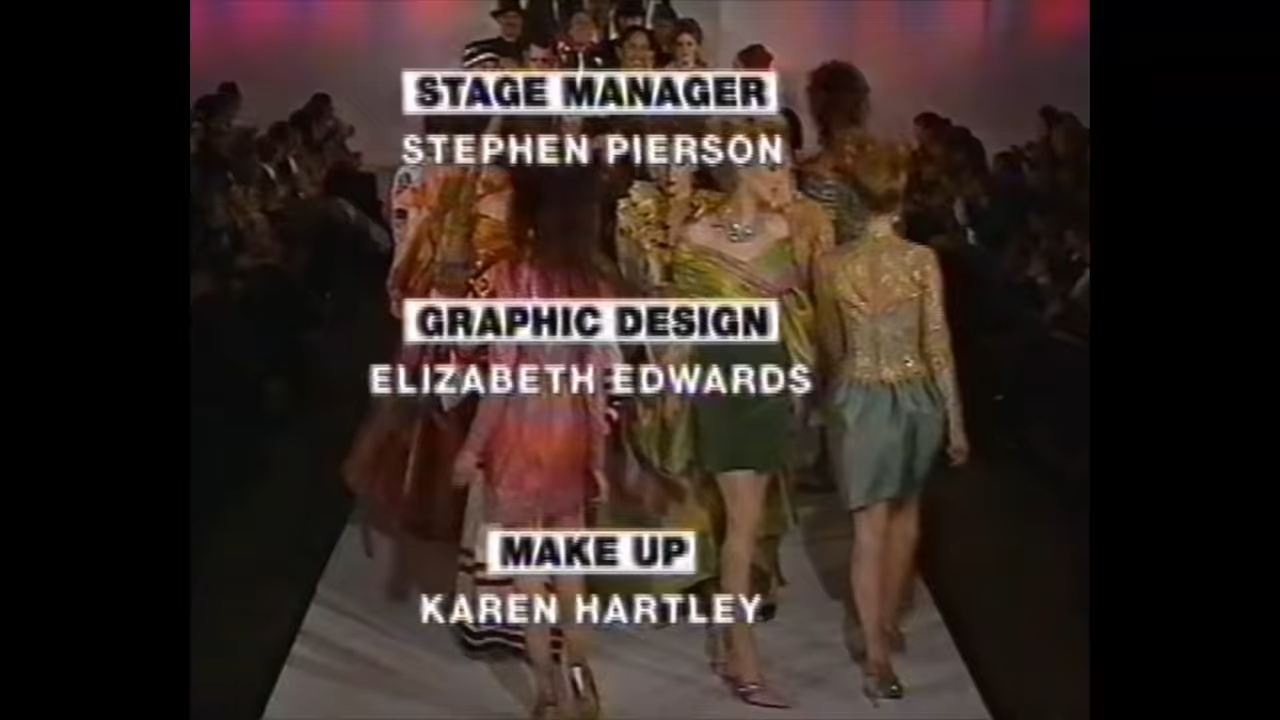 STAGE MANAGER
STEPHEN PIERSON
GRAPHIC DESIGN
ELIZABETH EDWARDS
MAKE UP
KAREN HARTLEY